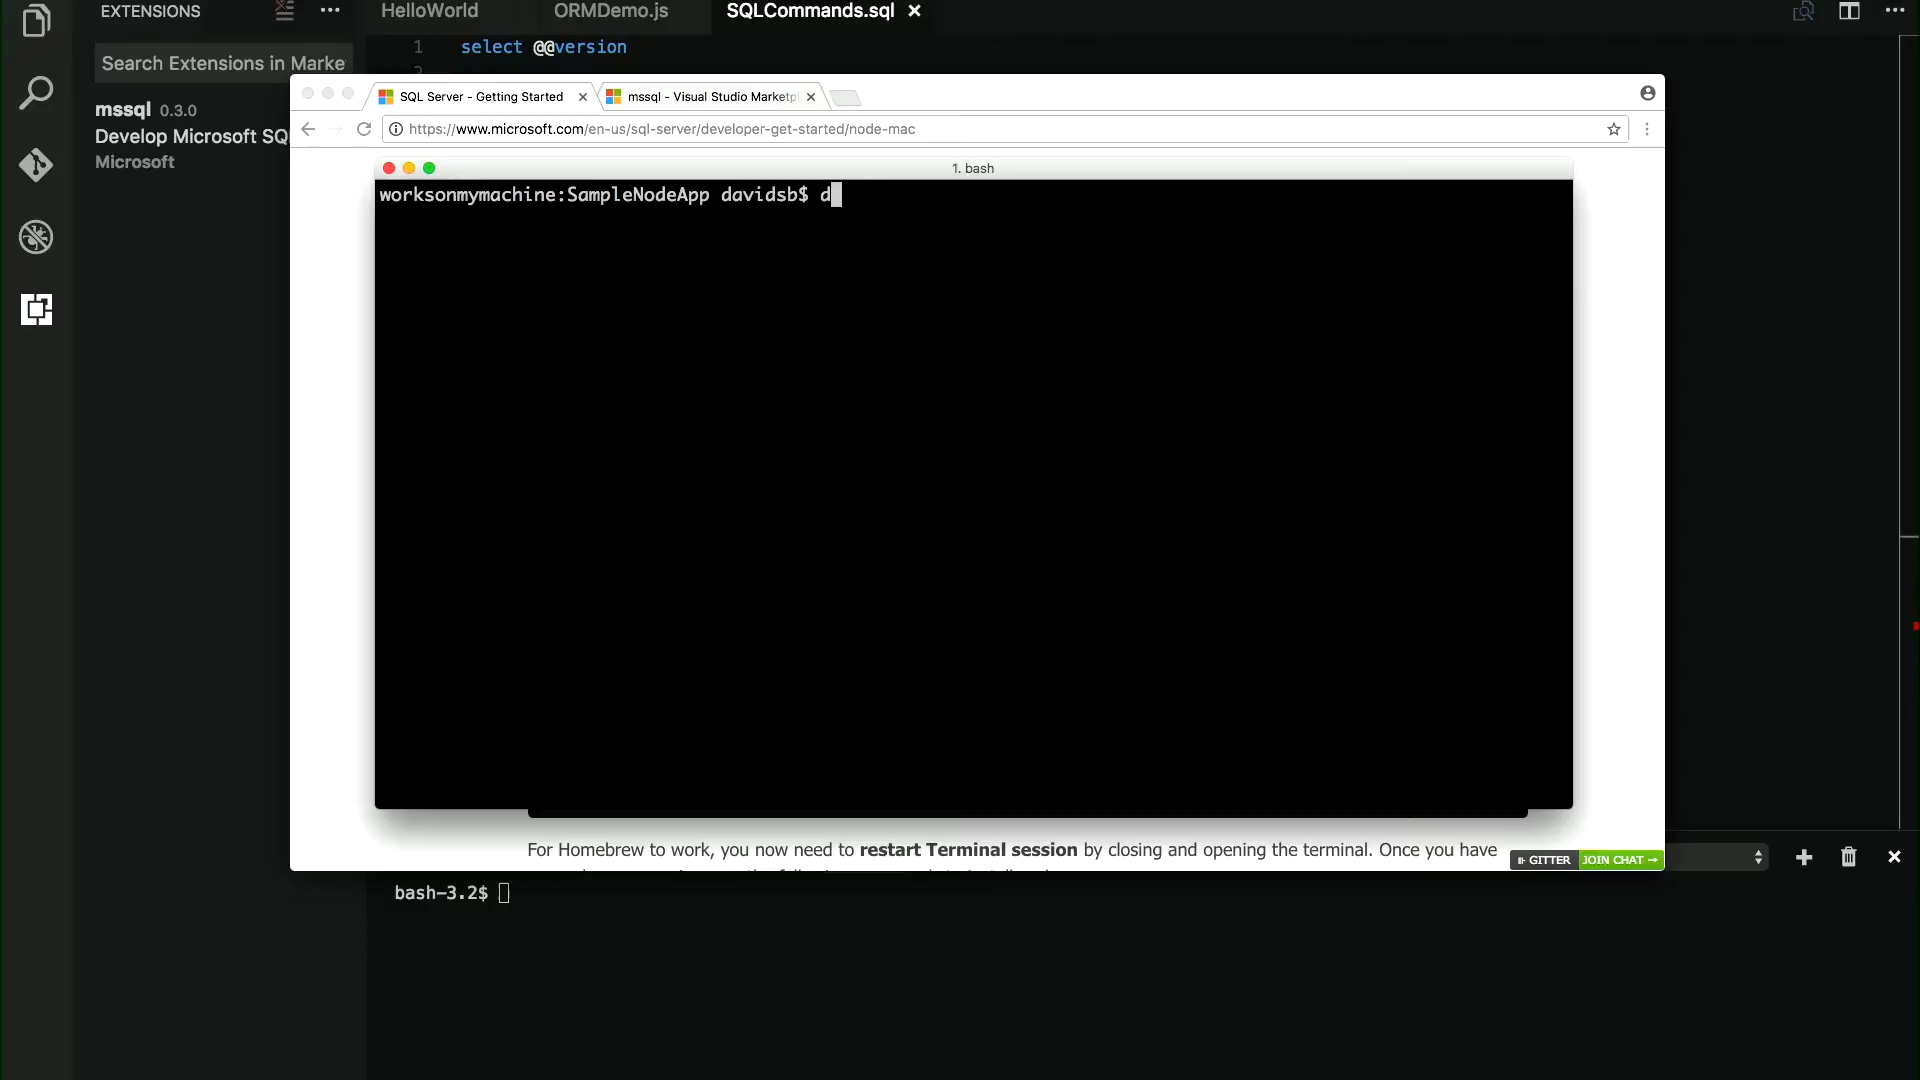 EXTENSIONS
HelloWorld
ORMDemo.js
SQLCommands.sql
1 select @@version
2
Search Extensions in Marke
mssql 0.3.0
Develop Microsoft SQL
Microsoft
SQL Server - Getting Started
mssql - Visual Studio Marketpl
https://www.microsoft.com/en-us/sql-server/developer-get-started/node-mac
1. bash
worksonmymachine:SampleNodeApp davidsb$ d
For Homebrew to work, you now need to restart Terminal session by closing and opening the terminal. Once you have
GITTER JOIN CHAT →
bash-3.2$